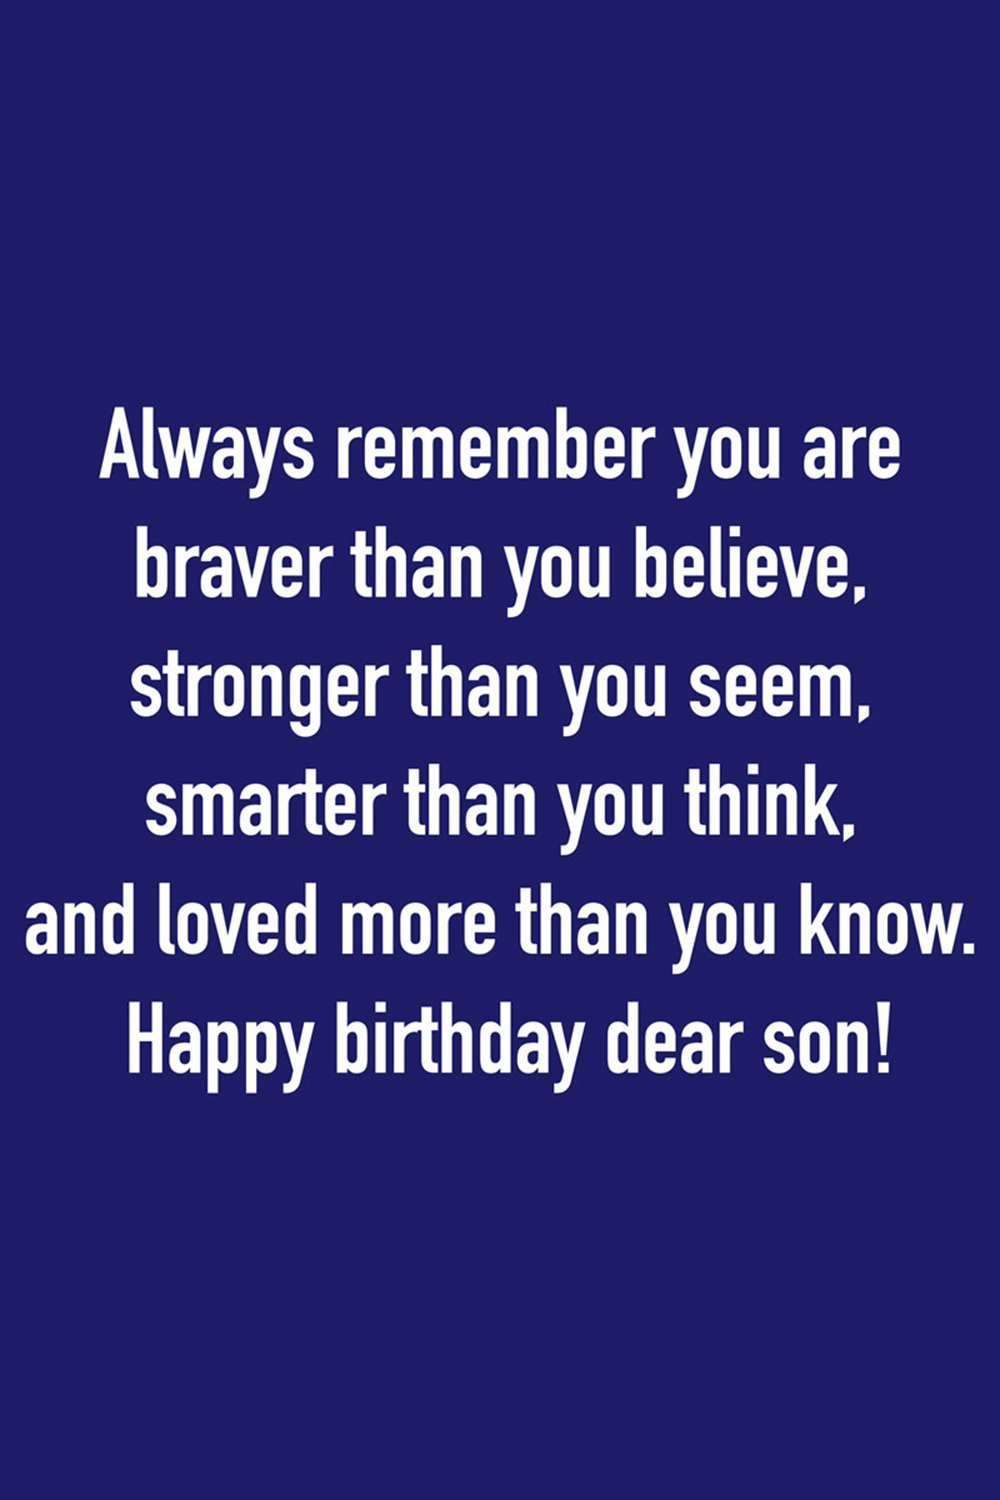 Always remember you are
braver than you believe,
stronger than you seem,
smarter than you think,
and loved more than you know.
Happy birthday dear son!